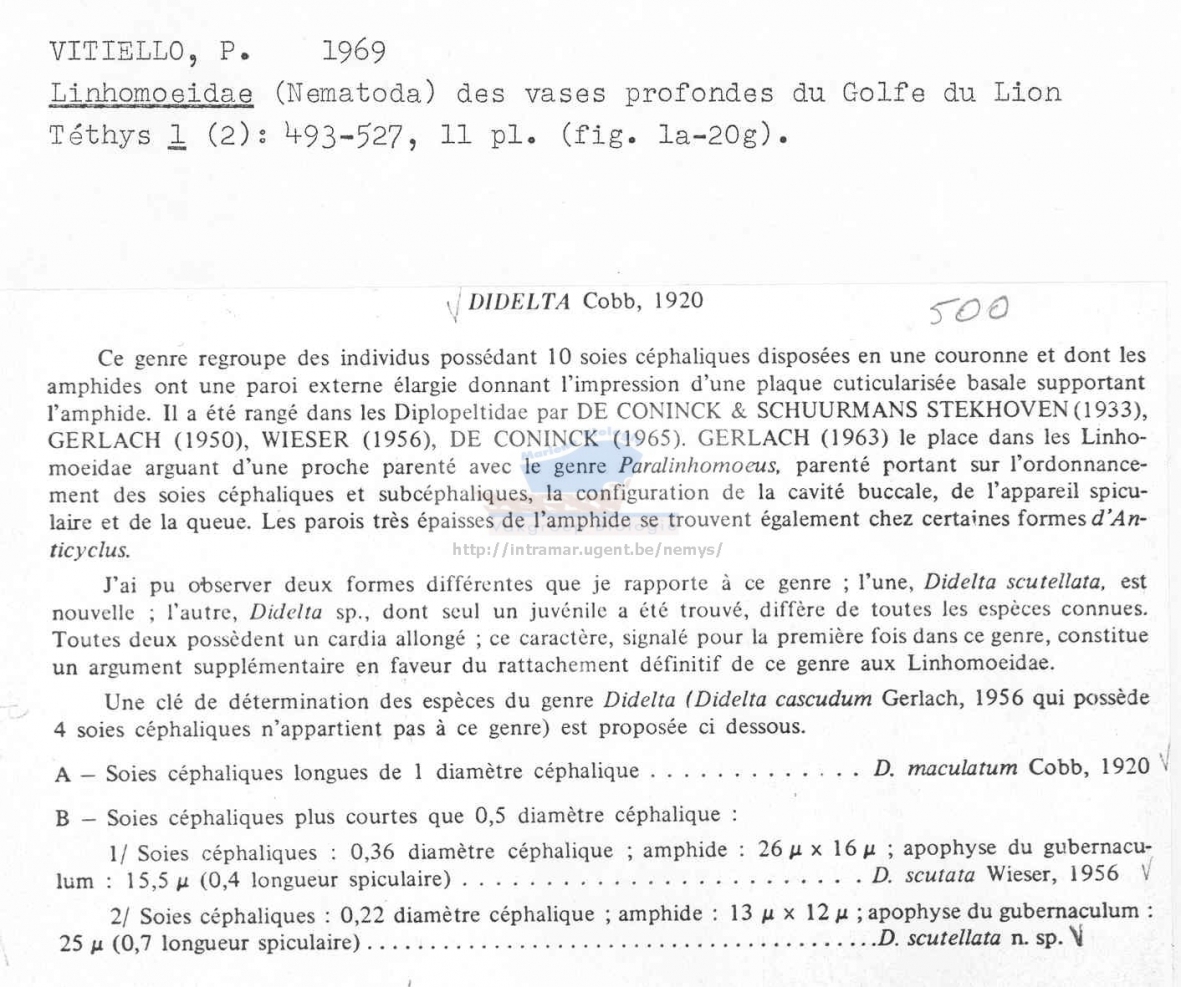 VITIELLO, P. 1969
Linhomoeidae (Nematoda) des vases profondes du Golfe du Lion
Téthys 1 (2): 493-527, 11 pl. (fig. 1a-20g).
DIDELTA Cobb, 1920
500
Ce genre regroupe des individus possédant 10 soies céphaliques disposées en une couronne et dont les
amphides ont une paroi externe élargie donnant l'impression d'une plaque cuticularisée basale supportant
l'amphide. Il a été rangé dans les Diplopeltidae par DE CONINCK & SCHUURMANS STEKHOVEN (1933),
GERLACH (1950), WIESER (1956), DE CONINCK (1965). GERLACH (1963) le place dans les Linho-
moeidae arguant d'une proche parenté avec le genre Paralinhomoeus, parenté portant sur l'ordonnance-
ment des soies céphaliques et subcéphaliques, la configuration de la cavité buccale, de l'appareil spicu-
laire et de la queue. Les parois très épaisses de l'amphide se trouvent également chez certaines formes d'An-
ticyclus.
http://intramar.ugent.be/nemys/
J'ai pu observer deux formes différentes que je rapporte à ce genre ; l'une, Didelta scutellata, est
nouvelle ; l'autre, Didelta sp., dont seul un juvénile a été trouvé, diffère de toutes les espèces connues.
Toutes deux possèdent un cardia allongé ; ce caractère, signalé pour la première fois dans ce genre, constitue
un argument supplémentaire en faveur du rattachement définitif de ce genre aux Linhomoeidae.
Une clé de détermination des espèces du genre Didelta (Didelta cascudum Gerlach, 1956 qui possède
4 soies céphaliques n'appartient pas à ce genre) est proposée ci dessous.
A — Soies céphaliques longues de 1 diamètre céphalique . . . . . . . . . . . . . D. maculatum Cobb, 1920
B — Soies céphaliques plus courtes que 0,5 diamètre céphalique :
1/ Soies céphaliques : 0,36 diamètre céphalique ; amphide : 26 µ x 16 µ ; apophyse du gubernacu-
lum : 15,5 µ (0,4 longueur spiculaire) . . . . . . . . . . . . . . . . . . . . . . . . . D. scutata Wieser, 1956
2/ Soies céphaliques : 0,22 diamètre céphalique ; amphide : 13 µ x 12 µ ; apophyse du gubernaculum :
25 µ (0,7 longueur spiculaire) . . . . . . . . . . . . . . . . . . . . . . . . . . . . . . . D. scutellata n. sp.